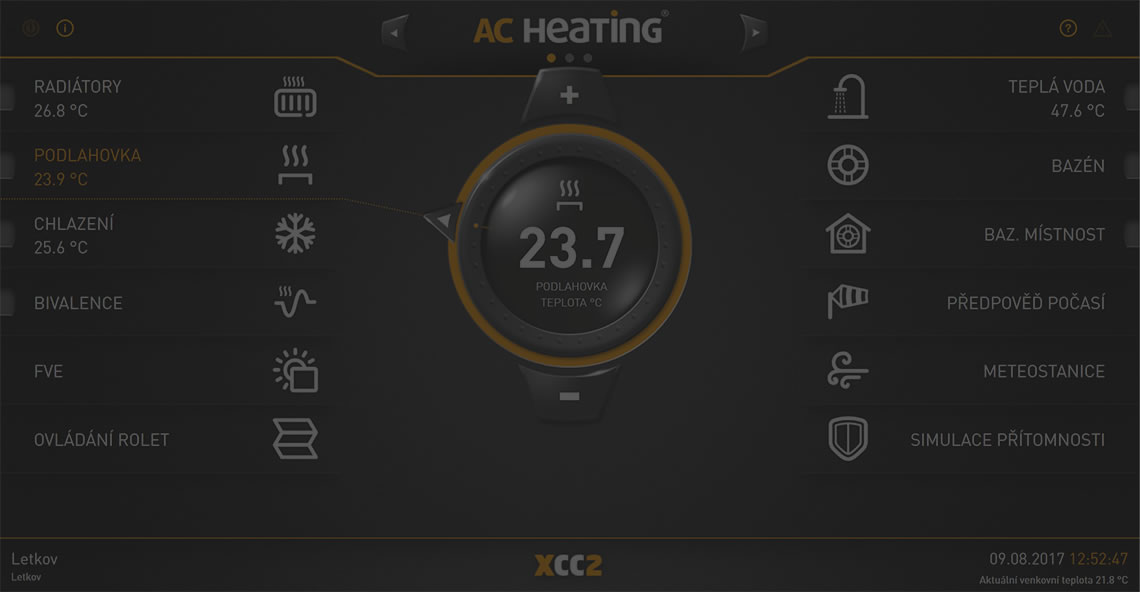 AC HEATING®
RADIÁTORY
26.8 °C
PODLAHOVKA
23.9 °C
CHLAZENÍ
25.6 °C
BIVALENCE
FVE
OVLÁDÁNÍ ROLET
+
23.7
PODLAHOVKA
TEPLOTA °C
-
TEPLÁ VODA
47.6 °C
BAZÉN
BAZ. MÍSTNOST
PŘEDPOVĚĎ POČASÍ
METEOSTANICE
SIMULACE PŘÍTOMNOSTI
Letkov
Letkov
XCC2
09.08.2017 12:52:47
Aktuální venkovní teplota 21.8 °C